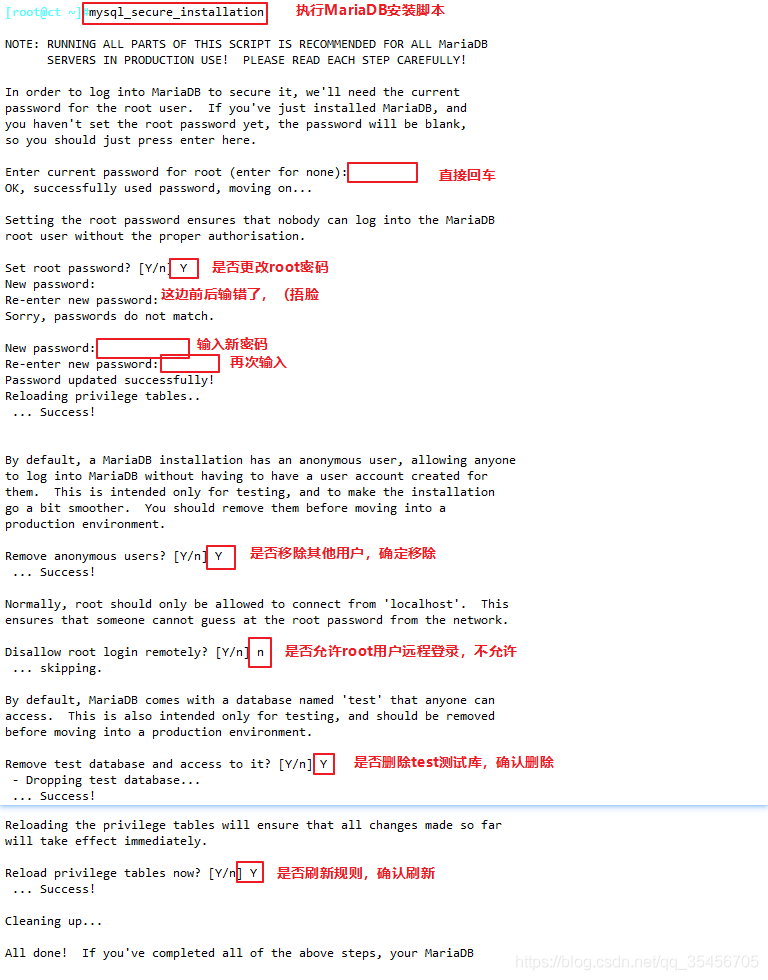 [root@ct ~]#mysql_secure_installation 执行MariaDB安装脚本
NOTE: RUNNING ALL PARTS OF THIS SCRIPT IS RECOMMENDED FOR ALL MariaDB
SERVERS IN PRODUCTION USE!  PLEASE READ EACH STEP CAREFULLY!
In order to log into MariaDB to secure it, we'll need the current
password for the root user.  If you've just installed MariaDB, and
you haven't set the root password yet, the password will be blank,
so you should just press enter here.
Enter current password for root (enter for none): 直接回车
OK, successfully used password, moving on...
Setting the root password ensures that nobody can log into the MariaDB
root user without the proper authorisation.
Set root password? [Y/n] Y 是否更改root密码
New password:
Re-enter new password: 这边前后输错了，（捂脸
Sorry, passwords do not match.
New password: 输入新密码
Re-enter new password: 再次输入
Password updated successfully!
Reloading privilege tables..
... Success!
By default, a MariaDB installation has an anonymous user, allowing anyone
to log into MariaDB without having to have a user account created for
them.  This is intended only for testing, and to make the installation
go a bit smoother.  You should remove them before moving into a
production environment.
Remove anonymous users? [Y/n] Y 是否移除其他用户，确定移除
... Success!
Normally, root should only be allowed to connect from 'localhost'.  This
ensures that someone cannot guess at the root password from the network.
Disallow root login remotely? [Y/n] n 是否允许root用户远程登录，不允许
... skipping.
By default, MariaDB comes with a database named 'test' that anyone can
access.  This is also intended only for testing, and should be removed
before moving into a production environment.
Remove test database and access to it? [Y/n] Y 是否删除test测试库，确认删除
- Dropping test database...
... Success!
Reloading the privilege tables will ensure that all changes made so far
will take effect immediately.
Reload privilege tables now? [Y/n] Y 是否刷新规则，确认刷新
... Success!
Cleaning up...
All done!  If you've completed all of the above steps, your MariaDB
https://blog.csdn.net/qq_35456705